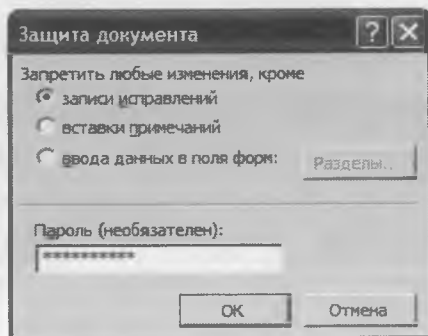 Защита документа
Запретить любые изменения, кроме
записи исправлений
вставки примечаний
ввода данных в поля форм:
Разделы...
Пароль (необязателен):
**********
ОК
Отмена